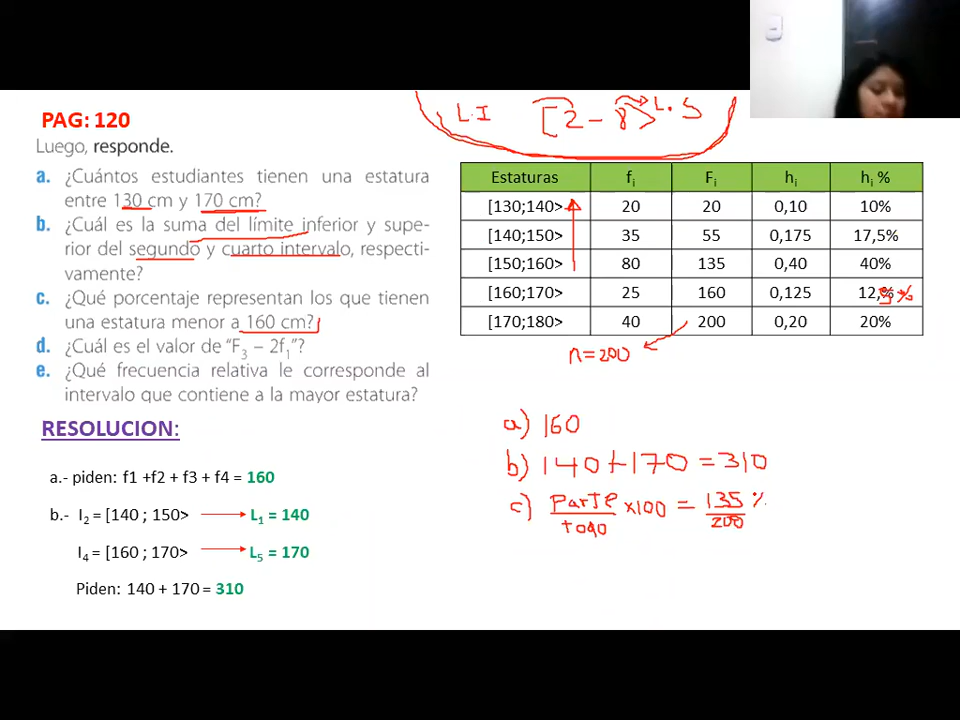 L.I [2 - 8> L.S
PAG: 120
Luego, responde.
a. ¿Cuántos estudiantes tienen una estatura
entre 130 cm y 170 cm?
b. ¿Cuál es la suma del límite inferior y supe-
rior del segundo y cuarto intervalo, respecti-
vamente?
c. ¿Qué porcentaje representan los que tienen
una estatura menor a 160 cm?
d. ¿Cuál es el valor de “F3 – 2f1”?
e. ¿Qué frecuencia relativa le corresponde al
intervalo que contiene a la mayor estatura?
RESOLUCION:
a.- piden: f1 +f2 + f3 + f4 = 160
b.- I2 = [140 ; 150> L1 = 140
I4 = [160 ; 170> L5 = 170
Piden: 140 + 170 = 310
Estaturas fi Fi hi hi %
[130;140> 20 20 0,10 10%
[140;150> 35 55 0,175 17,5%
[150;160> 80 135 0,40 40%
[160;170> 25 160 0,125 12,5%
[170;180> 40 200 0,20 20%
n=200
a) 160
b) 140+170=310
c) Parte/todo ×100 = 135/200 %